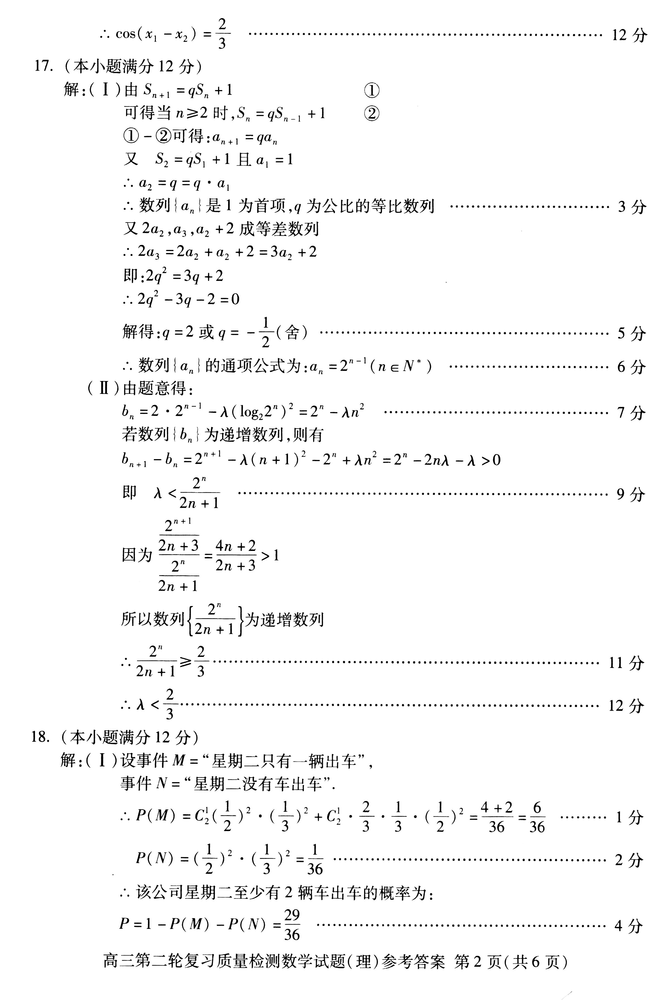 ∴ cos(x₁ − x₂) = 2/3 ………………………………………………………… 12 分
17. (本小题满分 12 分)
解:(Ⅰ)由 Sₙ₊₁ = qSₙ + 1 ①
可得当 n≥2 时,Sₙ = qSₙ₋₁ + 1 ②
①−②可得:aₙ₊₁ = qaₙ
又 S₂ = qS₁ + 1 且 a₁ = 1
∴ a₂ = q = q · a₁
∴ 数列{aₙ}是 1 为首项,q 为公比的等比数列 ………………………… 3 分
又 2a₂,a₃,a₂ + 2 成等差数列
∴ 2a₃ = 2a₂ + a₂ + 2 = 3a₂ + 2
即:2q² = 3q + 2
∴ 2q² − 3q − 2 = 0
解得:q = 2 或 q = −1/2(舍) ……………………………………………… 5 分
∴ 数列{aₙ}的通项公式为:aₙ = 2ⁿ⁻¹(n∈N*) ………………………… 6 分
(Ⅱ)由题意得:
bₙ = 2 · 2ⁿ⁻¹ − λ(log₂2ⁿ)² = 2ⁿ − λn² …………………………………… 7 分
若数列{bₙ}为递增数列,则有
bₙ₊₁ − bₙ = 2ⁿ⁺¹ − λ(n + 1)² − 2ⁿ + λn² = 2ⁿ − 2nλ − λ > 0
即 λ < 2ⁿ/(2n + 1) …………………………………………………………… 9 分
因为 (2ⁿ⁺¹/(2n + 3))/(2ⁿ/(2n + 1)) = (4n + 2)/(2n + 3) > 1
所以数列{2ⁿ/(2n + 1)}为递增数列
∴ 2ⁿ/(2n + 1) ≥ 2/3 ……………………………………………………………… 11 分
∴ λ < 2/3 …………………………………………………………………… 12 分
18. (本小题满分 12 分)
解:(Ⅰ)设事件 M = “星期二只有一辆出车”,
事件 N = “星期二没有车出车”.
∴ P(M) = C₂¹(1/2)² · (1/3)² + C₂¹ · 2/3 · 1/3 · (1/2)² = (4 + 2)/36 = 6/36 ……… 1 分
P(N) = (1/2)² · (1/3)² = 1/36 …………………………………………… 2 分
∴ 该公司星期二至少有 2 辆车出车的概率为:
P = 1 − P(M) − P(N) = 29/36 ……………………………………………… 4 分
高三第二轮复习质量检测数学试题(理)参考答案 第 2 页(共 6 页)